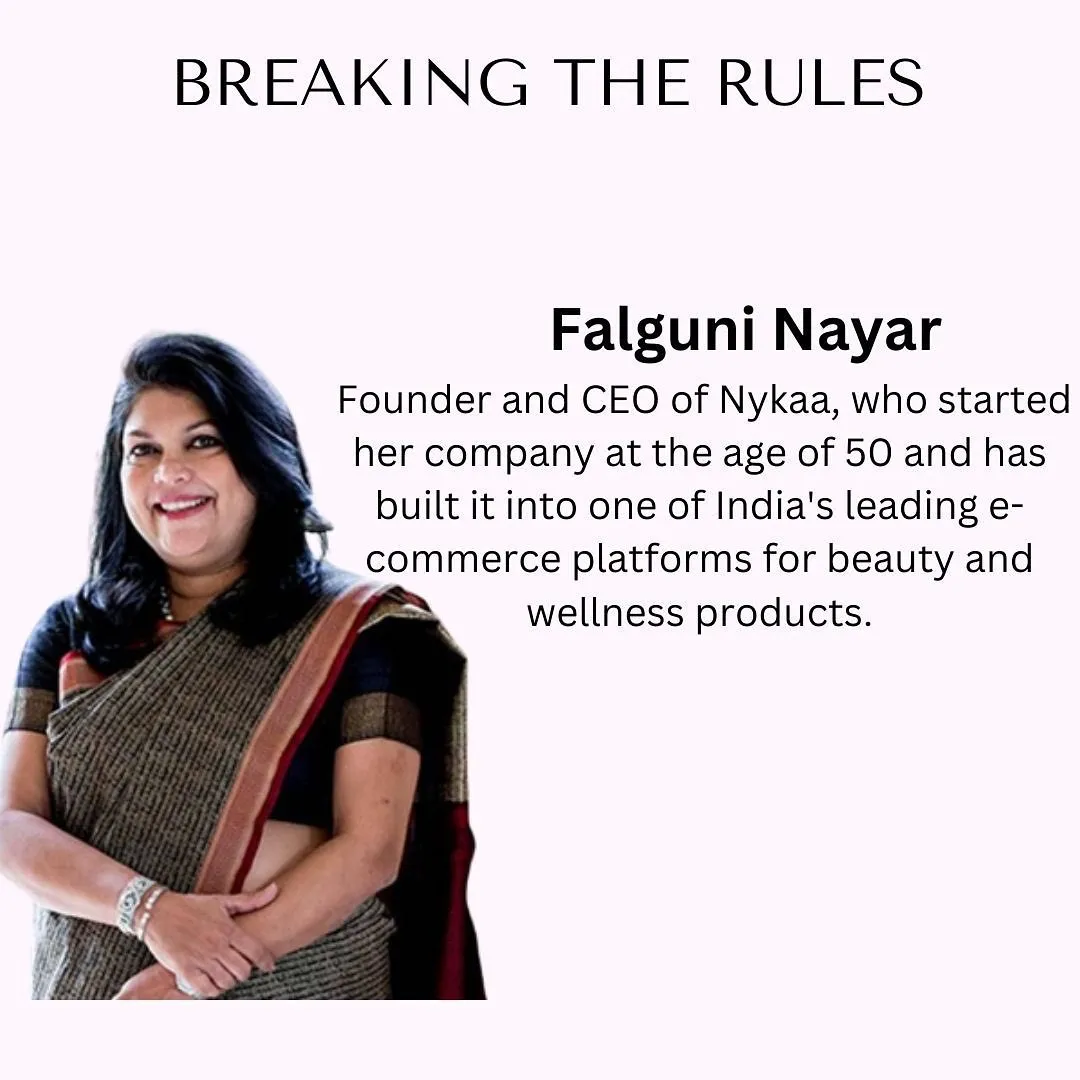 BREAKING THE RULES
Falguni Nayar
Founder and CEO of Nykaa, who started
her company at the age of 50 and has
built it into one of India's leading e-
commerce platforms for beauty and
wellness products.